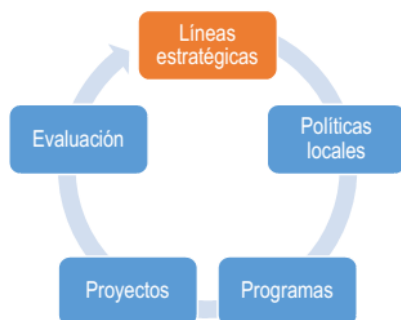 Líneas
estratégicas
Políticas
locales
Programas
Proyectos
Evaluación